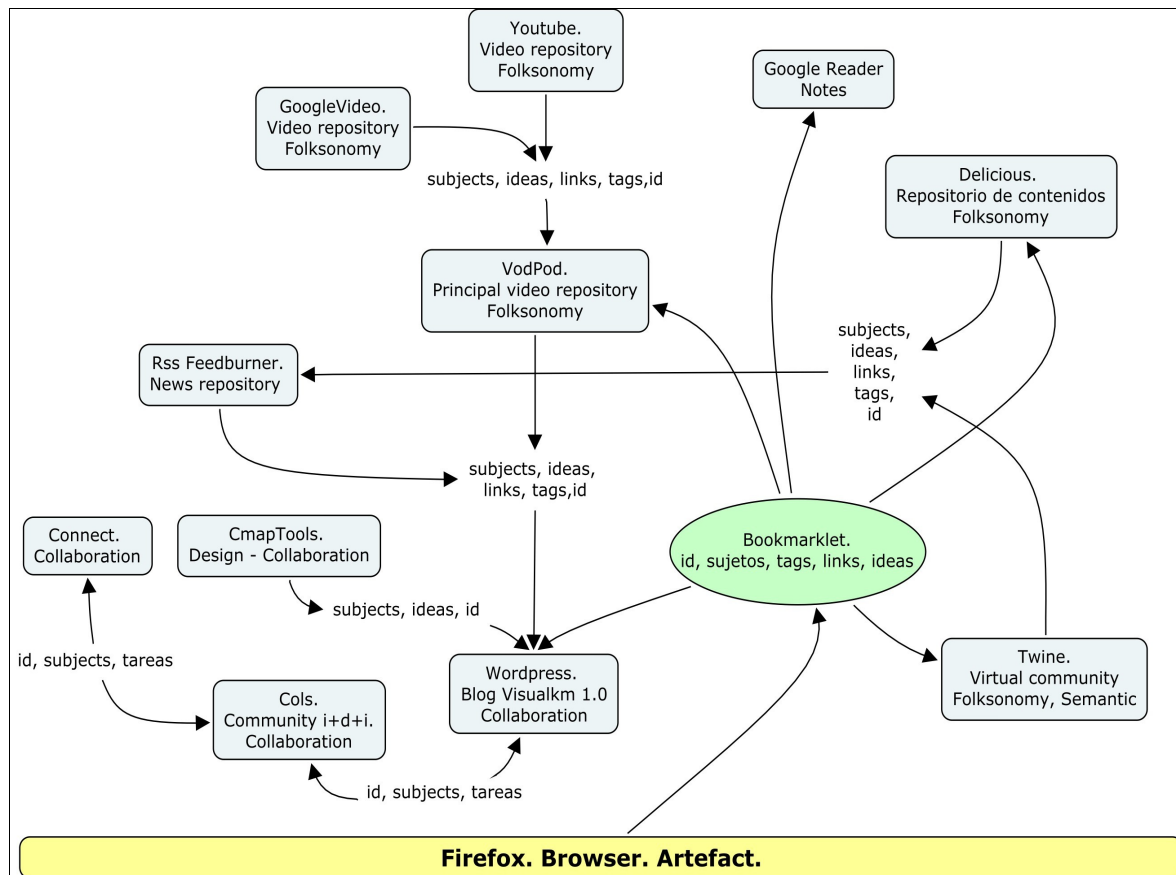 Youtube.
Video repository
Folksonomy
Google Reader
Notes
GoogleVideo.
Video repository
Folksonomy
subjects, ideas, links, tags,id
Delicious.
Repositorio de contenidos
Folksonomy
VodPod.
Principal video repository
Folksonomy
subjects,
ideas,
links,
tags,
id
Rss Feedburner.
News repository
subjects, ideas,
links, tags,id
Connect.
Collaboration
CmapTools.
Design - Collaboration
Bookmarklet.
id, sujetos, tags, links, ideas
subjects, ideas, id
id, subjects, tareas
Wordpress.
Blog Visualkm 1.0
Collaboration
Twine.
Virtual community
Folksonomy, Semantic
Cols.
Community i+d+i.
Collaboration
id, subjects, tareas
Firefox. Browser. Artefact.